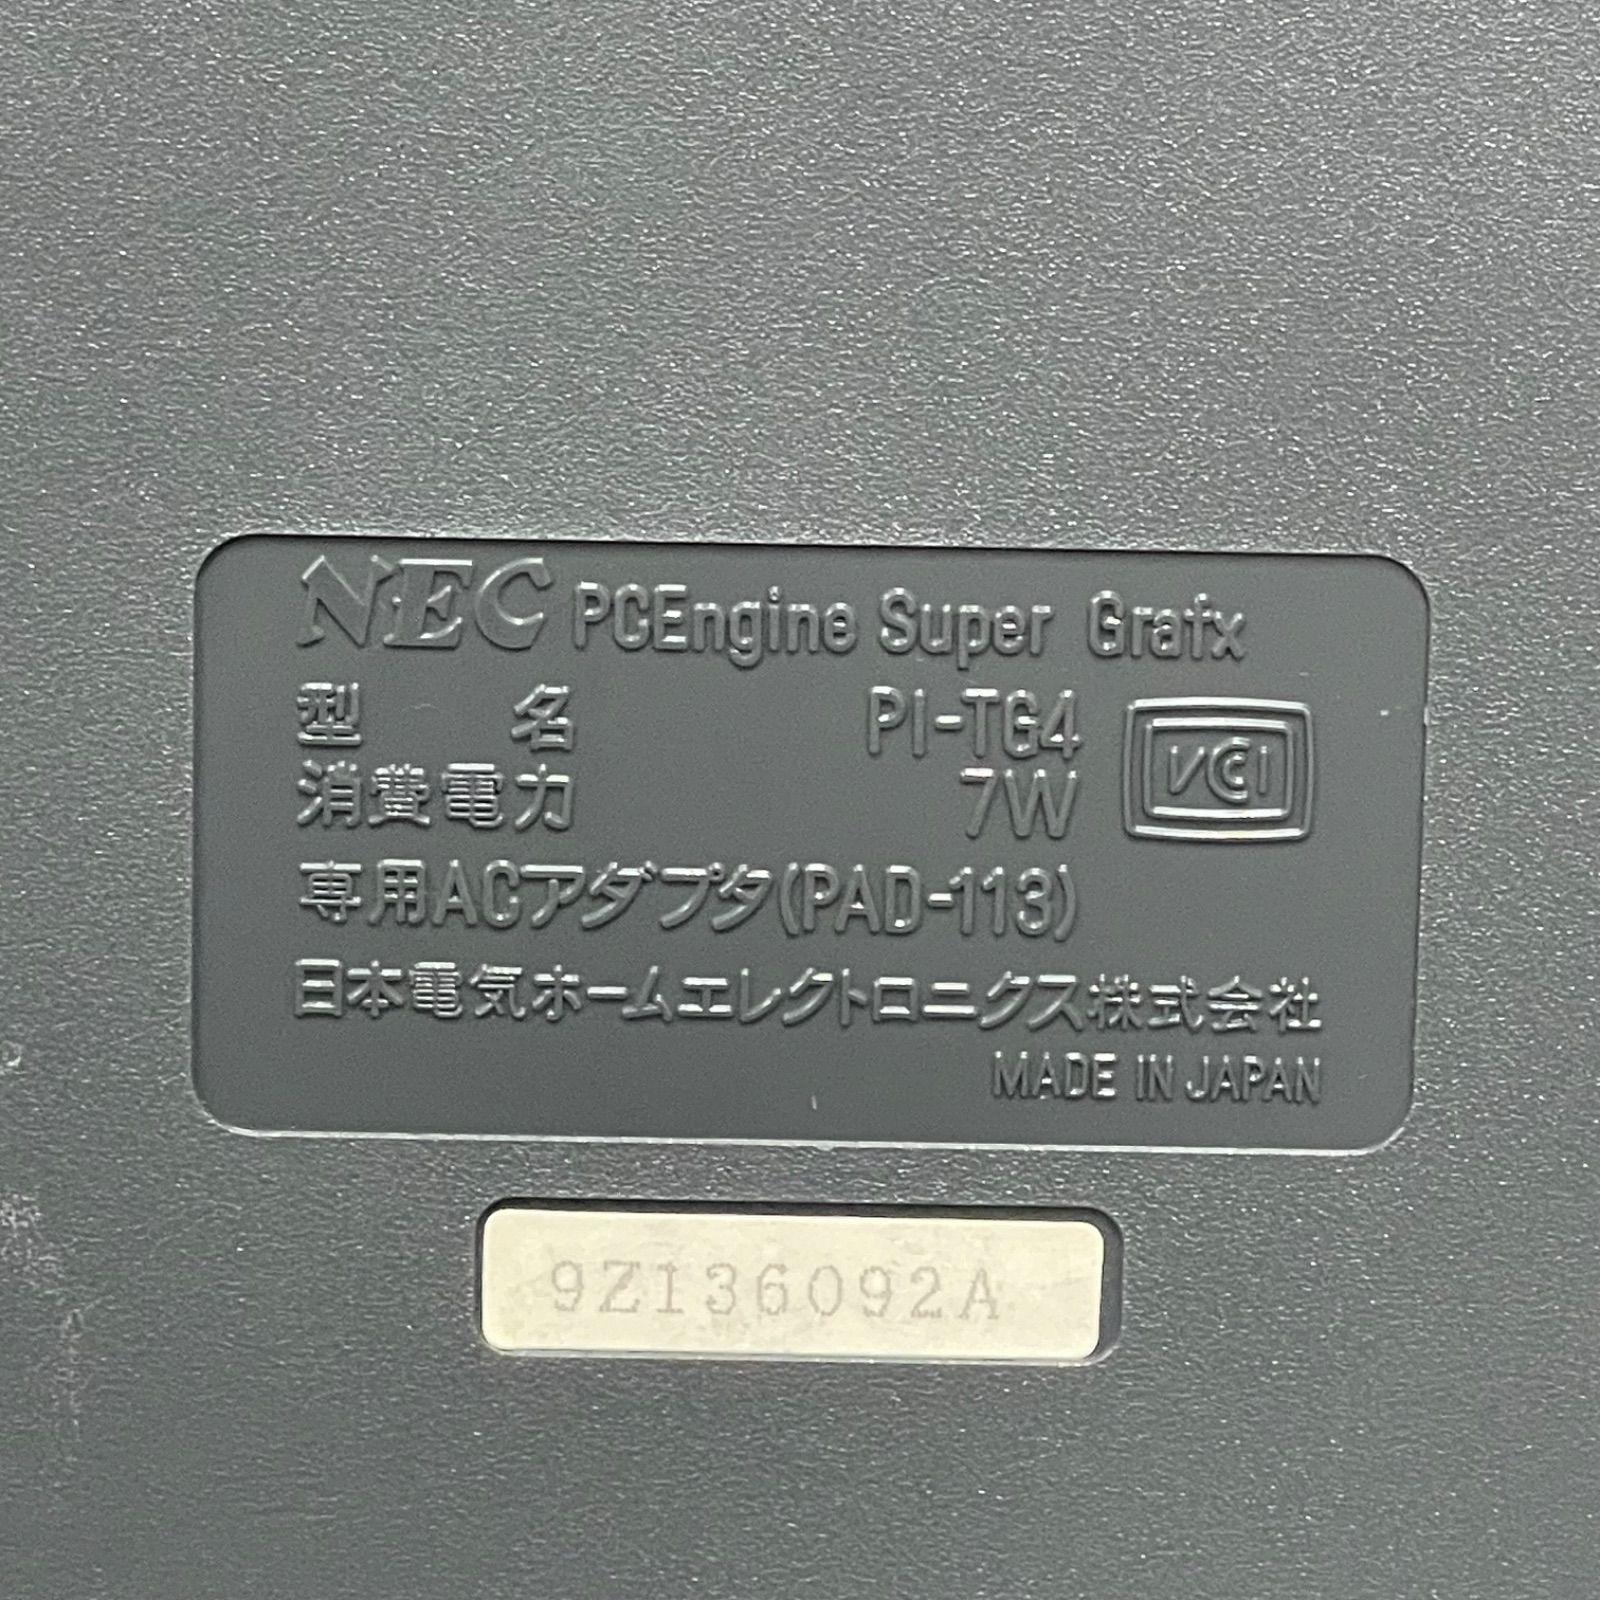 NEC PCEngine Super Grafx
型名 PI-TG4
消費電力 7W
VCCI
専用ACアダプタ(PAD-113)
日本電気ホームエレクトロニクス株式会社
MADE IN JAPAN
9Z136092A